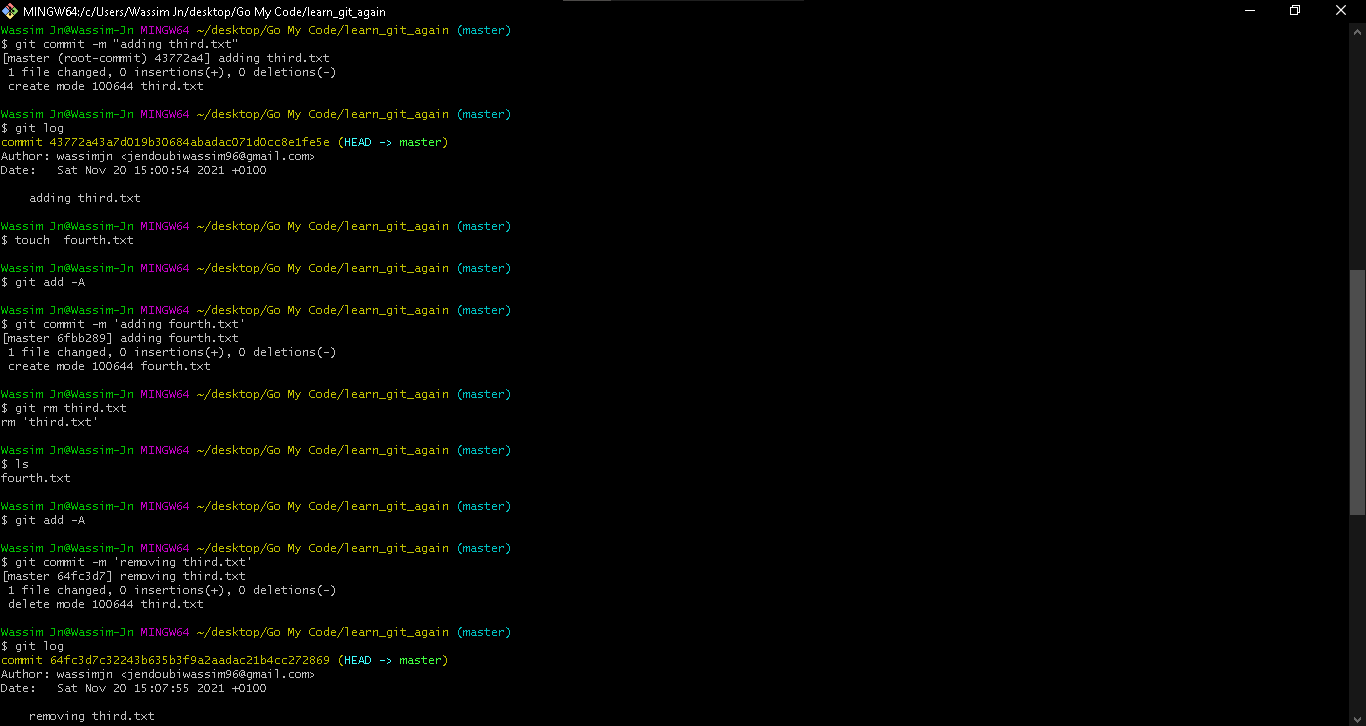 MINGW64:/c/Users/Wassim Jn/desktop/Go My Code/learn_git_again
Wassim Jn@Wassim-Jn MINGW64 ~/desktop/Go My Code/learn_git_again (master)
$ git commit -m "adding third.txt"
[master (root-commit) 43772a4] adding third.txt
 1 file changed, 0 insertions(+), 0 deletions(-)
 create mode 100644 third.txt
Wassim Jn@Wassim-Jn MINGW64 ~/desktop/Go My Code/learn_git_again (master)
$ git log
commit 43772a43a7d019b30684abadac071d0cc8e1fe5e (HEAD -> master)
Author: wassimjn <jendoubiwassim96@gmail.com>
Date:   Sat Nov 20 15:00:54 2021 +0100
    adding third.txt
Wassim Jn@Wassim-Jn MINGW64 ~/desktop/Go My Code/learn_git_again (master)
$ touch  fourth.txt
Wassim Jn@Wassim-Jn MINGW64 ~/desktop/Go My Code/learn_git_again (master)
$ git add -A
Wassim Jn@Wassim-Jn MINGW64 ~/desktop/Go My Code/learn_git_again (master)
$ git commit -m 'adding fourth.txt'
[master 6fbb289] adding fourth.txt
 1 file changed, 0 insertions(+), 0 deletions(-)
 create mode 100644 fourth.txt
Wassim Jn@Wassim-Jn MINGW64 ~/desktop/Go My Code/learn_git_again (master)
$ git rm third.txt
rm 'third.txt'
Wassim Jn@Wassim-Jn MINGW64 ~/desktop/Go My Code/learn_git_again (master)
$ ls
fourth.txt
Wassim Jn@Wassim-Jn MINGW64 ~/desktop/Go My Code/learn_git_again (master)
$ git add -A
Wassim Jn@Wassim-Jn MINGW64 ~/desktop/Go My Code/learn_git_again (master)
$ git commit -m 'removing third.txt'
[master 64fc3d7] removing third.txt
 1 file changed, 0 insertions(+), 0 deletions(-)
 delete mode 100644 third.txt
Wassim Jn@Wassim-Jn MINGW64 ~/desktop/Go My Code/learn_git_again (master)
$ git log
commit 64fc3d7c32243b635b3f9a2aadac21b4cc272869 (HEAD -> master)
Author: wassimjn <jendoubiwassim96@gmail.com>
Date:   Sat Nov 20 15:07:55 2021 +0100
    removing third.txt